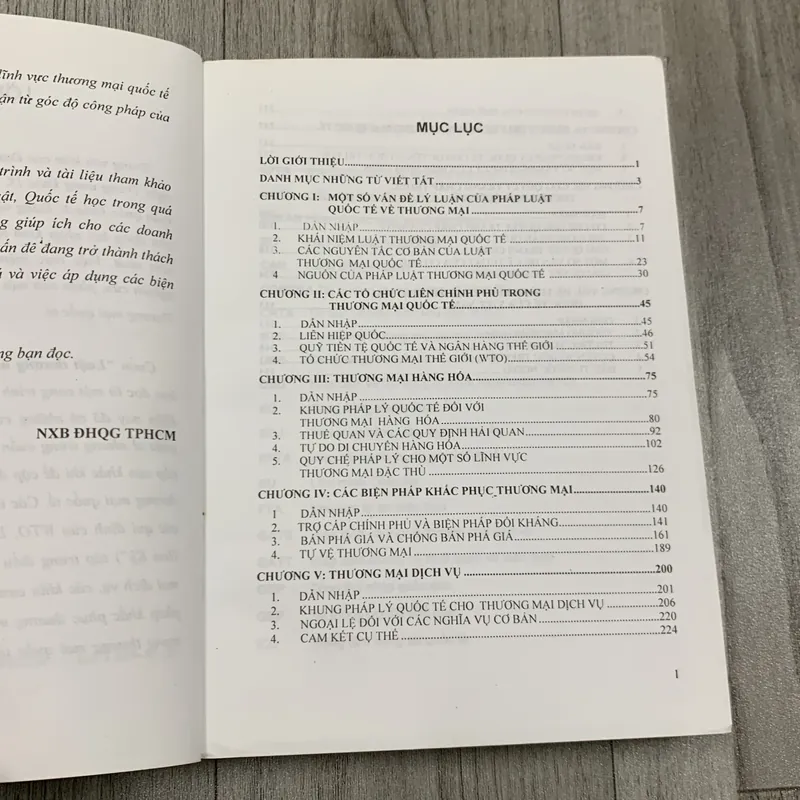 lĩnh vực thương mại quốc tế
từ góc độ công pháp của
trình và tài liệu tham khảo
Quốc tế học trong quá
giúp ích cho các doanh
đề đang trở thành thách
và việc áp dụng các biện
bạn đọc.
NXB ĐHQG TPHCM
MỤC LỤC
LỜI GIỚI THIỆU..........1
DANH MỤC NHỮNG TỪ VIẾT TẮT..........3
CHƯƠNG I: MỘT SỐ VẤN ĐỀ LÝ LUẬN CỦA PHÁP LUẬT
QUỐC TẾ VỀ THƯƠNG MẠI..........7
1. DẪN NHẬP..........7
2. KHÁI NIỆM LUẬT THƯƠNG MẠI QUỐC TẾ..........11
3. CÁC NGUYÊN TẮC CƠ BẢN CỦA LUẬT
THƯƠNG MẠI QUỐC TẾ..........23
4 NGUỒN CỦA PHÁP LUẬT THƯƠNG MẠI QUỐC TẾ..........30
CHƯƠNG II: CÁC TỔ CHỨC LIÊN CHÍNH PHỦ TRONG
THƯƠNG MẠI QUỐC TẾ..........45
1. DẪN NHẬP..........45
2. LIÊN HIỆP QUỐC..........46
3. QUỸ TIỀN TỆ QUỐC TẾ VÀ NGÂN HÀNG THẾ GIỚI..........51
4. TỔ CHỨC THƯƠNG MẠI THẾ GIỚI (WTO)..........54
CHƯƠNG III: THƯƠNG MẠI HÀNG HÓA..........75
1. DẪN NHẬP..........75
2. KHUNG PHÁP LÝ QUỐC TẾ ĐỐI VỚI
THƯƠNG MẠI HÀNG HÓA..........80
3. THUẾ QUAN VÀ CÁC QUY ĐỊNH HẢI QUAN..........92
4. TỰ DO DI CHUYỂN HÀNG HÓA..........102
5. QUY CHẾ PHÁP LÝ CHO MỘT SỐ LĨNH VỰC
THƯƠNG MẠI ĐẶC THÙ..........126
CHƯƠNG IV: CÁC BIỆN PHÁP KHẮC PHỤC THƯƠNG MẠI..........140
1 DẪN NHẬP..........140
2. TRỢ CẤP CHÍNH PHỦ VÀ BIỆN PHÁP ĐỐI KHÁNG..........141
3. BÁN PHÁ GIÁ VÀ CHỐNG BÁN PHÁ GIÁ..........161
4. TỰ VỆ THƯƠNG MẠI..........189
CHƯƠNG V: THƯƠNG MẠI DỊCH VỤ..........200
1. DẪN NHẬP..........201
2. KHUNG PHÁP LÝ QUỐC TẾ CHO THƯƠNG MẠI DỊCH VỤ..........206
3. NGOẠI LỆ ĐỐI VỚI CÁC NGHĨA VỤ CƠ BẢN..........220
4. CAM KẾT CỤ THỂ..........224
1